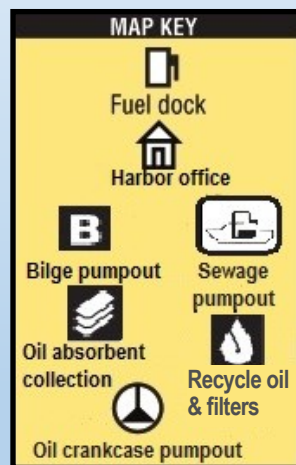 MAP KEY
Fuel dock
Harbor office
B
Bilge pumpout
Sewage
pumpout
Oil absorbent
collection
Recycle oil
& filters
Oil crankcase pumpout